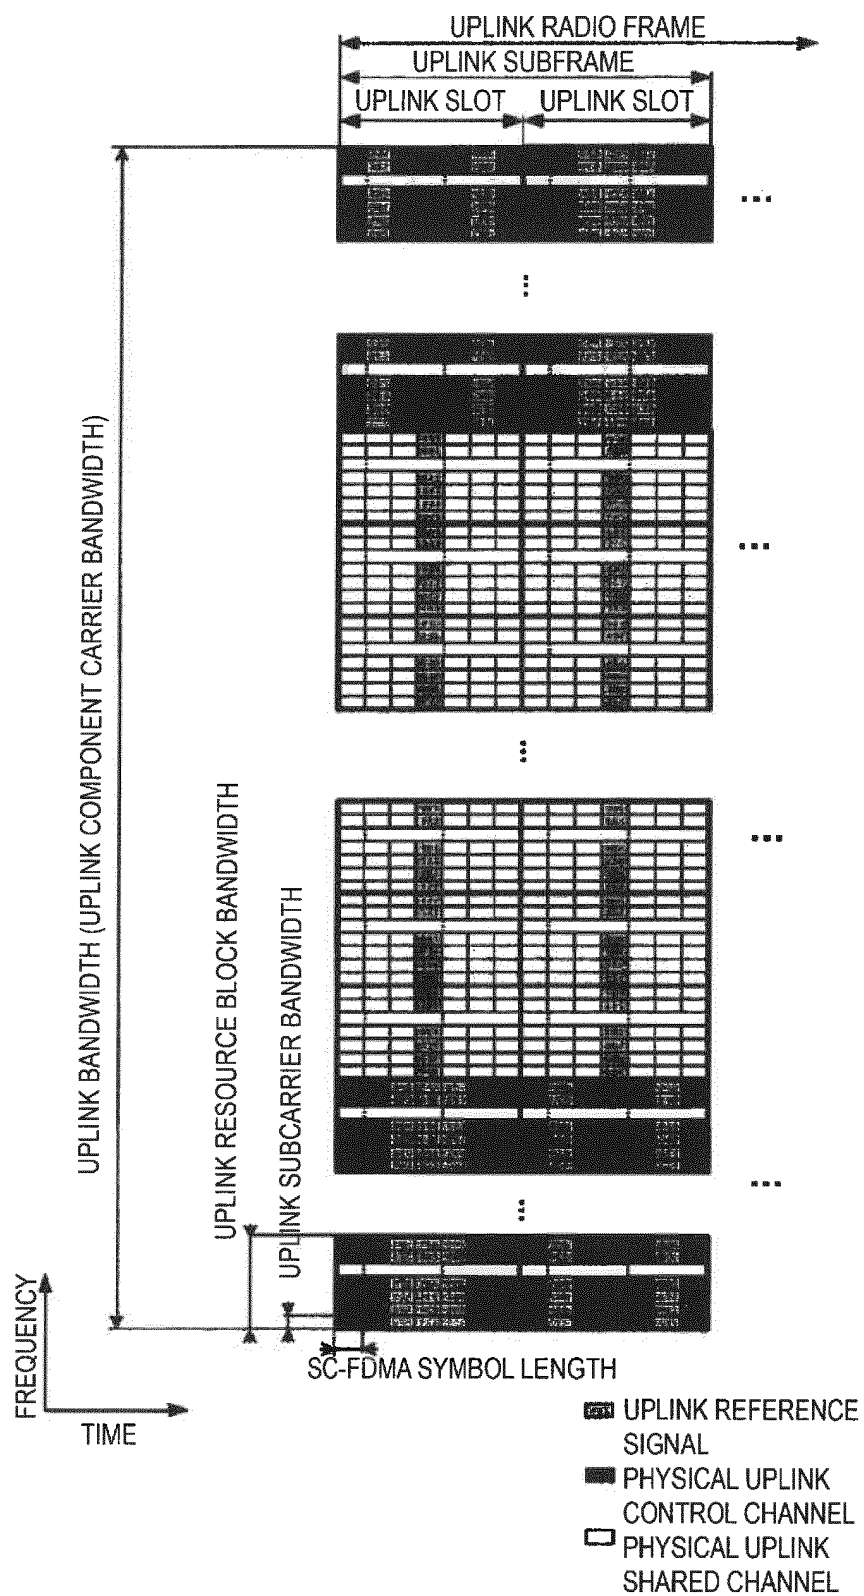 UPLINK RADIO FRAME
UPLINK SUBFRAME
UPLINK SLOT UPLINK SLOT
...
...
...
...
...
...
...
UPLINK BANDWIDTH (UPLINK COMPONENT CARRIER BANDWIDTH)
UPLINK RESOURCE BLOCK BANDWIDTH
UPLINK SUBCARRIER BANDWIDTH
SC-FDMA SYMBOL LENGTH
FREQUENCY
TIME
UPLINK REFERENCE
SIGNAL
PHYSICAL UPLINK
CONTROL CHANNEL
PHYSICAL UPLINK
SHARED CHANNEL